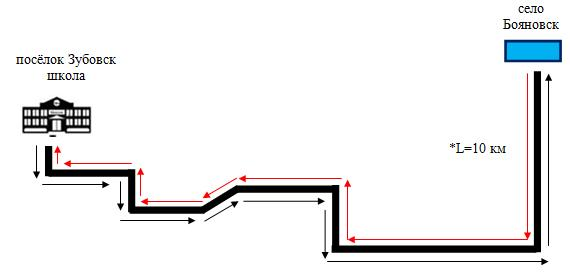 село
Бояновск
посёлок Зубовск
школа
*L=10 км